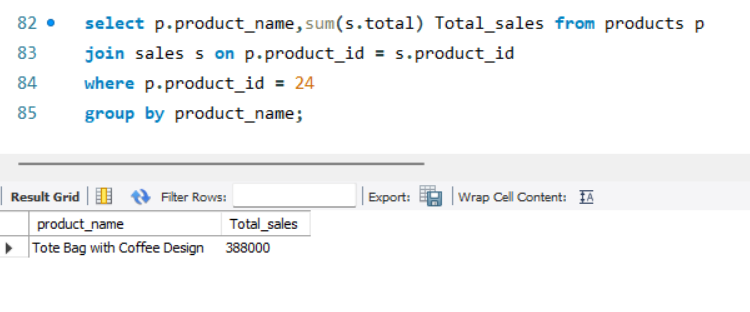 82 select p.product_name,sum(s.total) Total_sales from products p
83 join sales s on p.product_id = s.product_id
84 where p.product_id = 24
85 group by product_name;
Result Grid Filter Rows: Export: Wrap Cell Content:
product_name Total_sales
Tote Bag with Coffee Design 388000